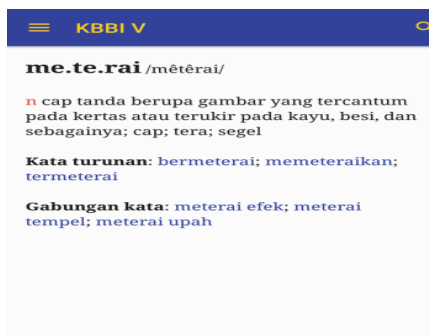 KBBI V
me.te.rai /mêtêrai/
n cap tanda berupa gambar yang tercantum
pada kertas atau terukir pada kayu, besi, dan
sebagainya; cap; tera; segel
Kata turunan: bermeterai; memeteraikan;
termeterai
Gabungan kata: meterai efek; meterai
tempel; meterai upah